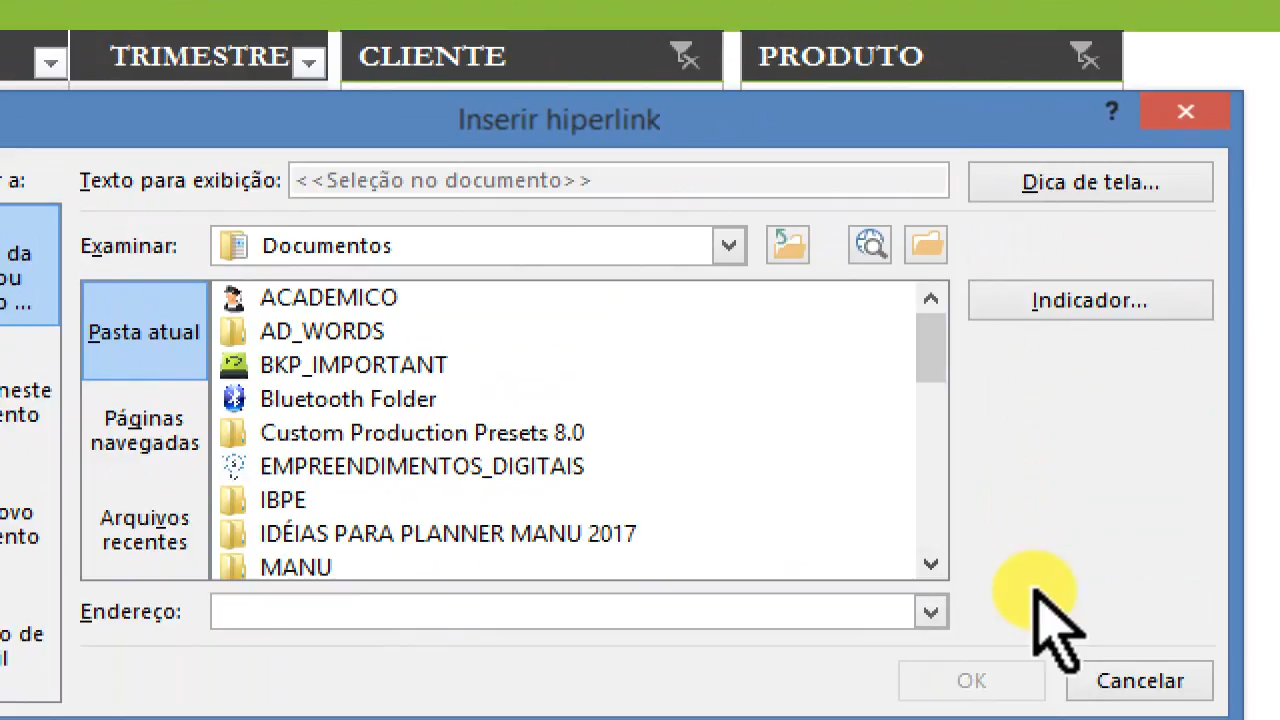 TRIMESTRE CLIENTE PRODUTO
Inserir hiperlink ?
r a: Texto para exibição: <<Seleção no documento>> Dica de tela...
Examinar: Documentos
da
ou
o ...
Pasta atual
Páginas
navegadas
Arquivos
recentes
ACADEMICO
AD_WORDS
BKP_IMPORTANT
Bluetooth Folder
Custom Production Presets 8.0
EMPREENDIMENTOS_DIGITAIS
IBPE
IDÉIAS PARA PLANNER MANU 2017
MANU
Indicador...
neste
ento
ovo
ento
o de
l
Endereço:
OK Cancelar